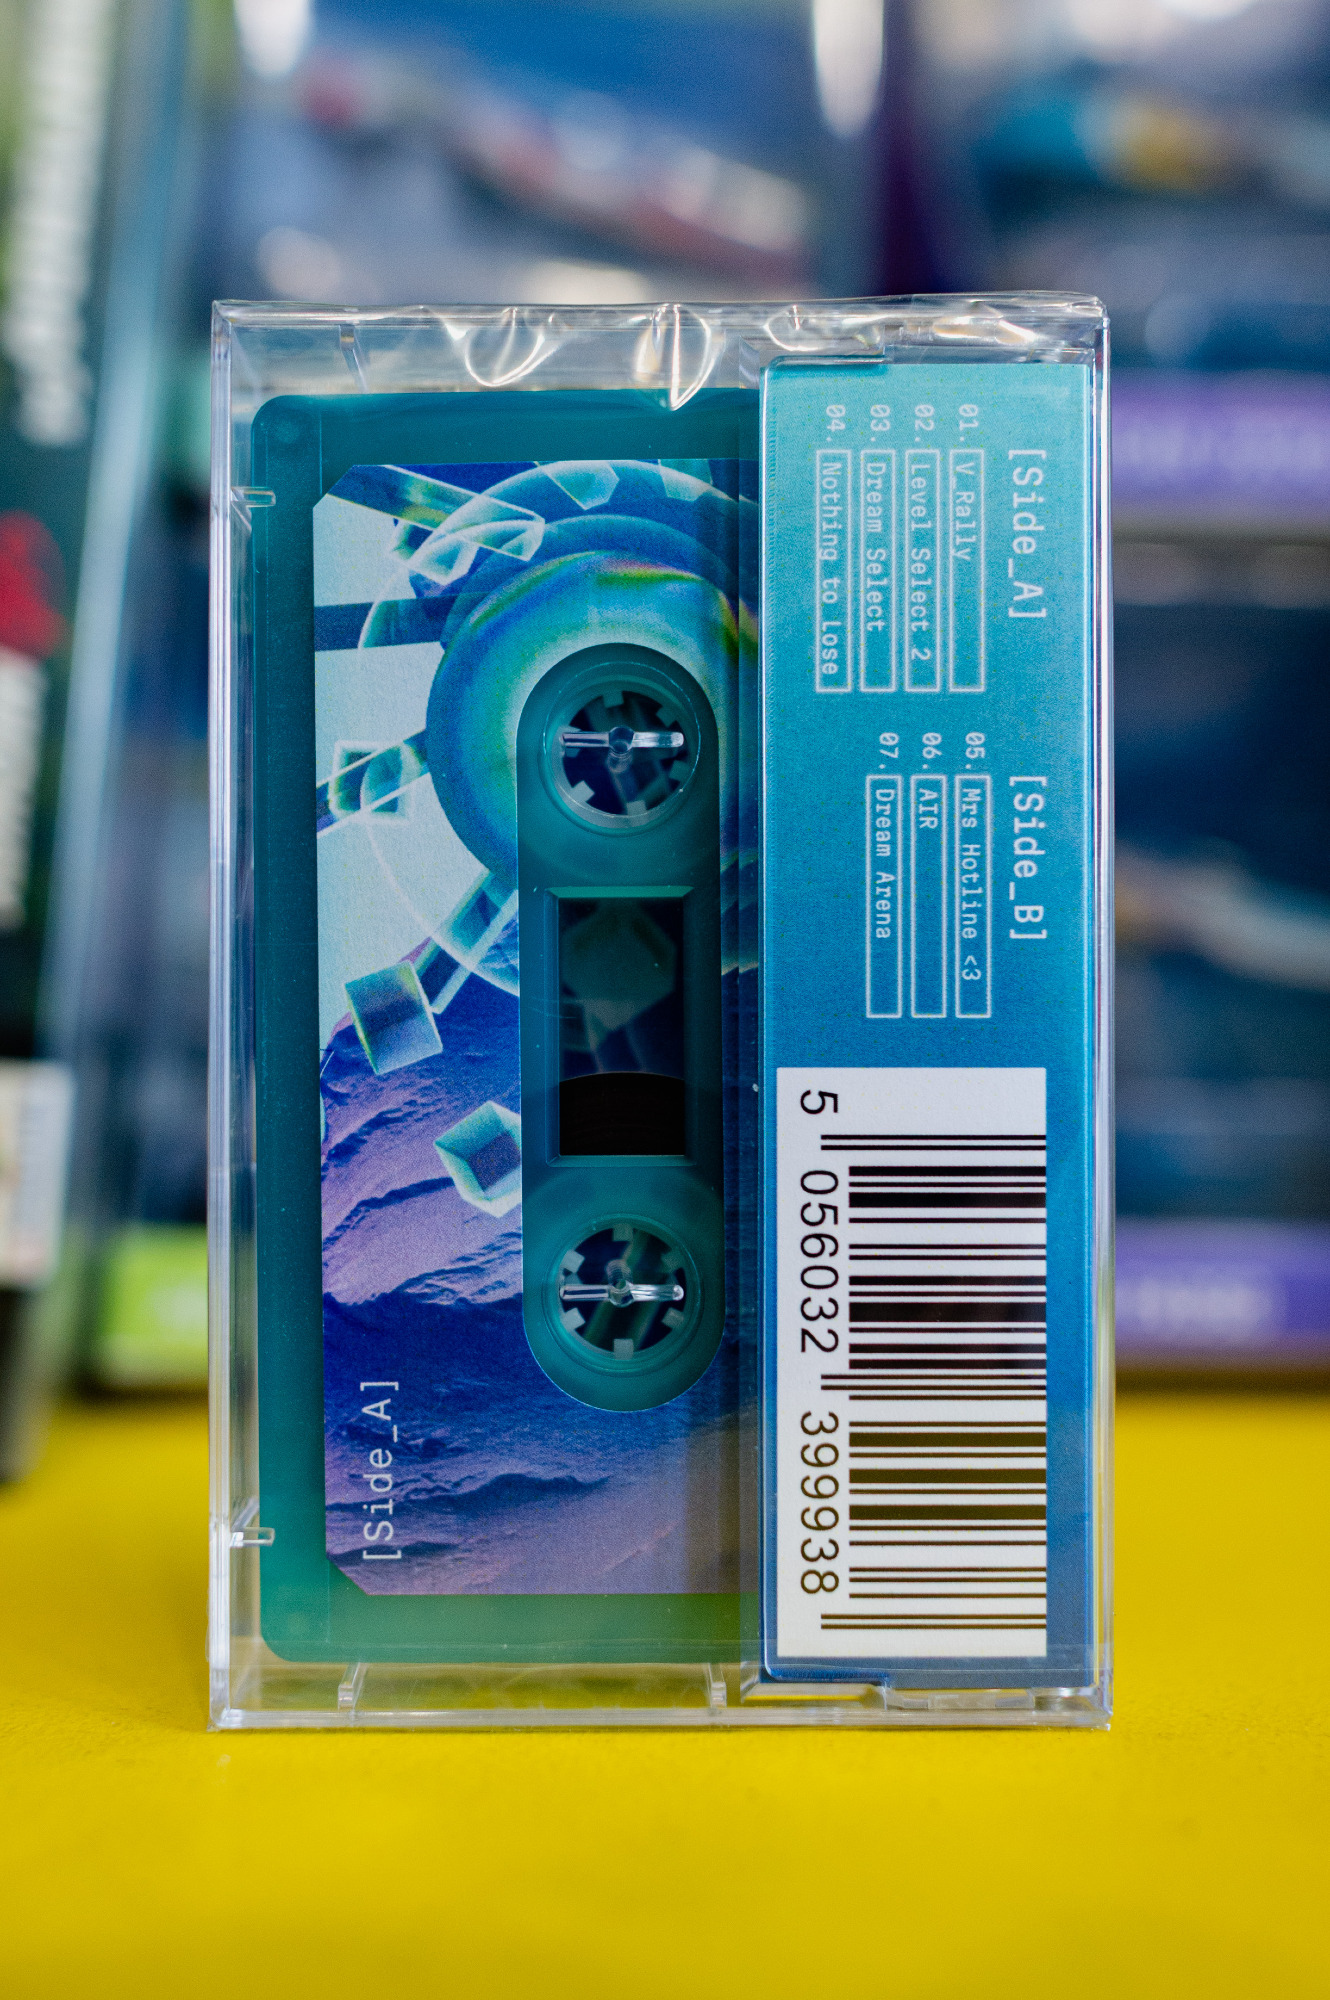 [Side_A]
01. V_Rally
02. Level Select 2
03. Dream Select
04. Nothing to Lose
[Side_B]
05. Mrs Hotline <3
06. AIR
07. Dream Arena
5 056032 399938
[Side_A]